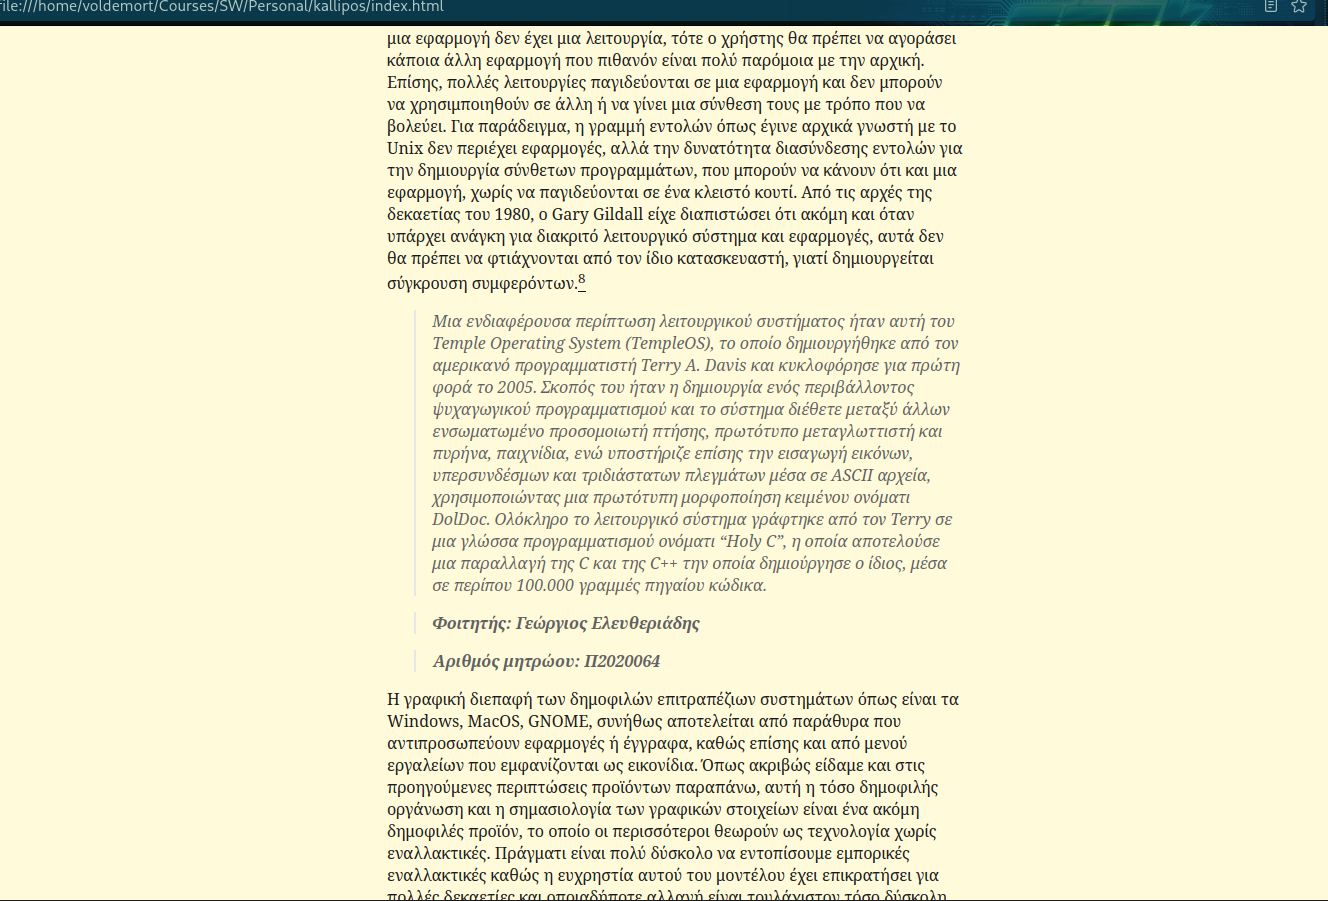 file:///home/voldemort/Courses/SW/Personal/kallipos/index.html
μια εφαρμογή δεν έχει μια λειτουργία, τότε ο χρήστης θα πρέπει να αγοράσει
κάποια άλλη εφαρμογή που πιθανόν είναι πολύ παρόμοια με την αρχική.
Επίσης, πολλές λειτουργίες παγιδεύονται σε μια εφαρμογή και δεν μπορούν
να χρησιμοποιηθούν σε άλλη ή να γίνει μια σύνθεση τους με τρόπο που να
βολεύει. Για παράδειγμα, η γραμμή εντολών όπως έγινε αρχικά γνωστή με το
Unix δεν περιέχει εφαρμογές, αλλά την δυνατότητα διασύνδεσης εντολών για
την δημιουργία σύνθετων προγραμμάτων, που μπορούν να κάνουν ότι και μια
εφαρμογή, χωρίς να παγιδεύονται σε ένα κλειστό κουτί. Από τις αρχές της
δεκαετίας του 1980, ο Gary Gildall είχε διαπιστώσει ότι ακόμη και όταν
υπάρχει ανάγκη για διακριτό λειτουργικό σύστημα και εφαρμογές, αυτά δεν
θα πρέπει να φτιάχνονται από τον ίδιο κατασκευαστή, γιατί δημιουργείται
σύγκρουση συμφερόντων.8
Μια ενδιαφέρουσα περίπτωση λειτουργικού συστήματος ήταν αυτή του
Temple Operating System (TempleOS), το οποίο δημιουργήθηκε από τον
αμερικανό προγραμματιστή Terry A. Davis και κυκλοφόρησε για πρώτη
φορά το 2005. Σκοπός του ήταν η δημιουργία ενός περιβάλλοντος
ψυχαγωγικού προγραμματισμού και το σύστημα διέθετε μεταξύ άλλων
ενσωματωμένο προσομοιωτή πτήσης, πρωτότυπο μεταγλωττιστή και
πυρήνα, παιχνίδια, ενώ υποστήριζε επίσης την εισαγωγή εικόνων,
υπερσυνδέσμων και τριδιάστατων πλεγμάτων μέσα σε ASCII αρχεία,
χρησιμοποιώντας μια πρωτότυπη μορφοποίηση κειμένου ονόματι
DolDoc. Ολόκληρο το λειτουργικό σύστημα γράφτηκε από τον Terry σε
μια γλώσσα προγραμματισμού ονόματι “Holy C”, η οποία αποτελούσε
μια παραλλαγή της C και της C++ την οποία δημιούργησε ο ίδιος, μέσα
σε περίπου 100.000 γραμμές πηγαίου κώδικα.
Φοιτητής: Γεώργιος Ελευθεριάδης
Αριθμός μητρώου: Π2020064
Η γραφική διεπαφή των δημοφιλών επιτραπέζιων συστημάτων όπως είναι τα
Windows, MacOS, GNOME, συνήθως αποτελείται από παράθυρα που
αντιπροσωπεύουν εφαρμογές ή έγγραφα, καθώς επίσης και από μενού
εργαλείων που εμφανίζονται ως εικονίδια. Όπως ακριβώς είδαμε και στις
προηγούμενες περιπτώσεις προϊόντων παραπάνω, αυτή η τόσο δημοφιλής
οργάνωση και η σημασιολογία των γραφικών στοιχείων είναι ένα ακόμη
δημοφιλές προϊόν, το οποίο οι περισσότεροι θεωρούν ως τεχνολογία χωρίς
εναλλακτικές. Πράγματι είναι πολύ δύσκολο να εντοπίσουμε εμπορικές
εναλλακτικές καθώς η ευχρηστία αυτού του μοντέλου έχει επικρατήσει για
πολλές δεκαετίες και οποιαδήποτε αλλαγή είναι τουλάχιστον τόσο δύσκολη